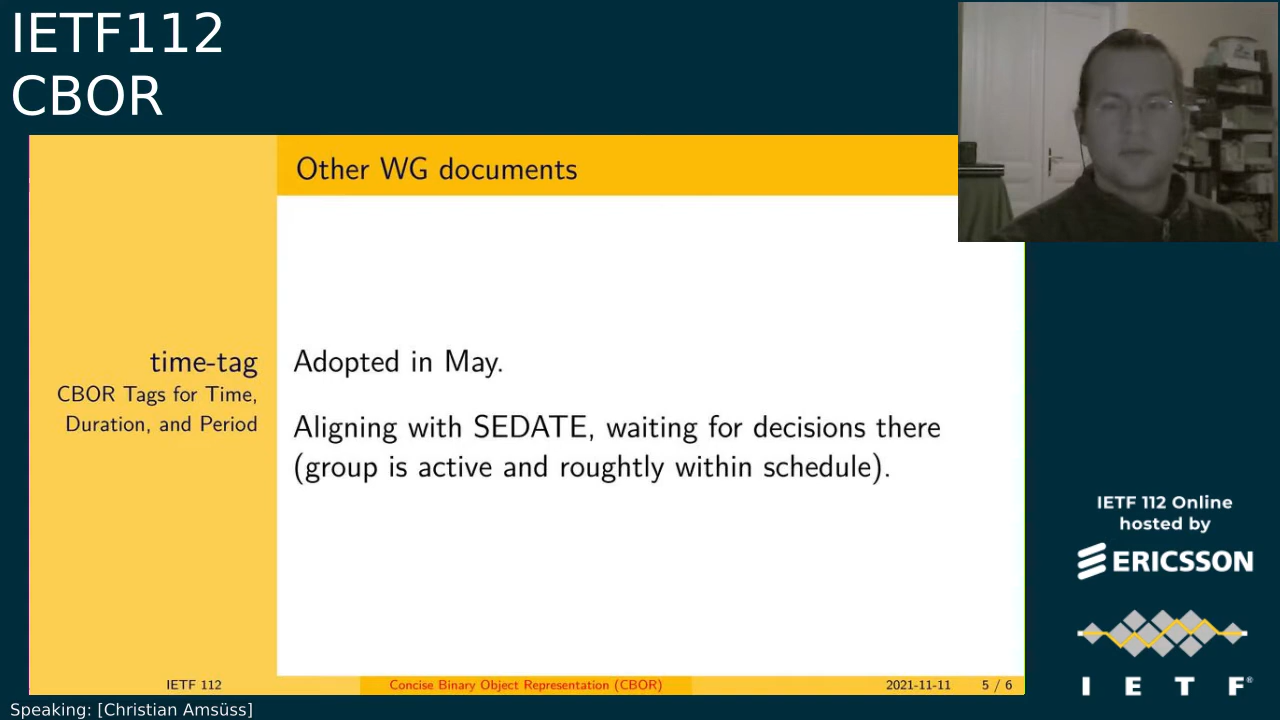 IETF112
CBOR
Other WG documents
time-tag
CBOR Tags for Time,
Duration, and Period
Adopted in May.
Aligning with SEDATE, waiting for decisions there
(group is active and roughtly within schedule).
IETF 112 Online
hosted by
ERICSSON
I E T F®
IETF 112
Concise Binary Object Representation (CBOR)
2021-11-11
5 / 6
Speaking: [Christian Amsüss]